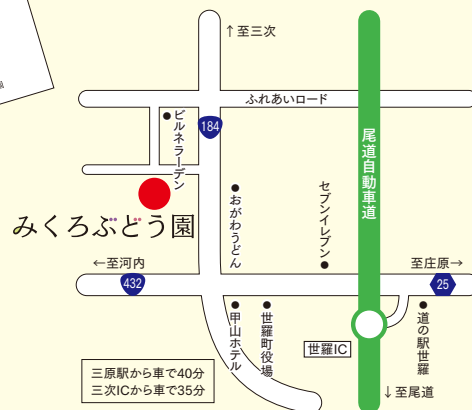 ↑至三次
ふれあいロード
184
ビルネラーデン
尾道自動車道
みくろぶどう園
おがわうどん
セブンイレブン
←至河内
432
至庄原→
25
甲山ホテル
世羅町役場
世羅IC
道の駅世羅
三原駅から車で40分
三次ICから車で35分
↓至尾道